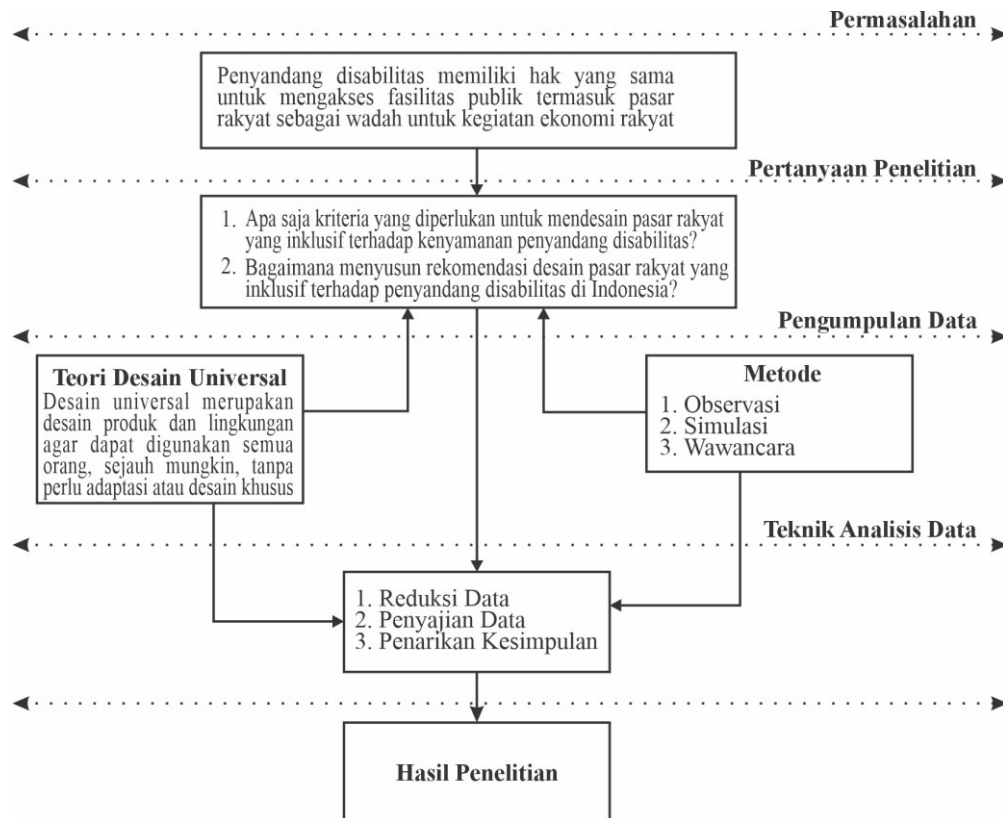 Permasalahan
Penyandang disabilitas memiliki hak yang sama
untuk mengakses fasilitas publik termasuk pasar
rakyat sebagai wadah untuk kegiatan ekonomi rakyat
Pertanyaan Penelitian
1. Apa saja kriteria yang diperlukan untuk mendesain pasar rakyat
yang inklusif terhadap kenyamanan penyandang disabilitas?
2. Bagaimana menyusun rekomendasi desain pasar rakyat yang
inklusif terhadap penyandang disabilitas di Indonesia?
Pengumpulan Data
Teori Desain Universal
Desain universal merupakan
desain produk dan lingkungan
agar dapat digunakan semua
orang, sejauh mungkin, tanpa
perlu adaptasi atau desain khusus
Metode
1. Observasi
2. Simulasi
3. Wawancara
Teknik Analisis Data
1. Reduksi Data
2. Penyajian Data
3. Penarikan Kesimpulan
Hasil Penelitian